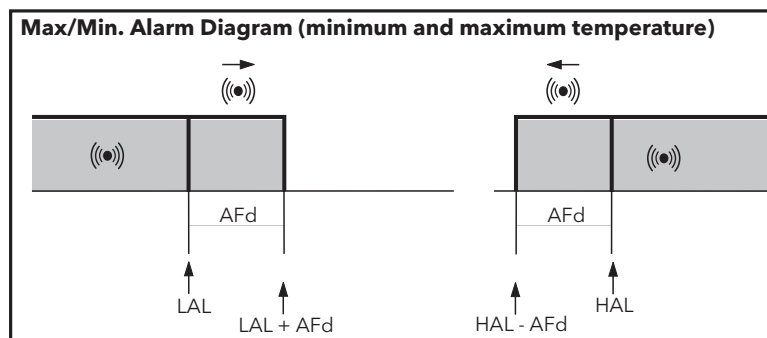 Max/Min. Alarm Diagram (minimum and maximum temperature)
AFd
AFd
LAL
LAL + AFd
HAL - AFd
HAL